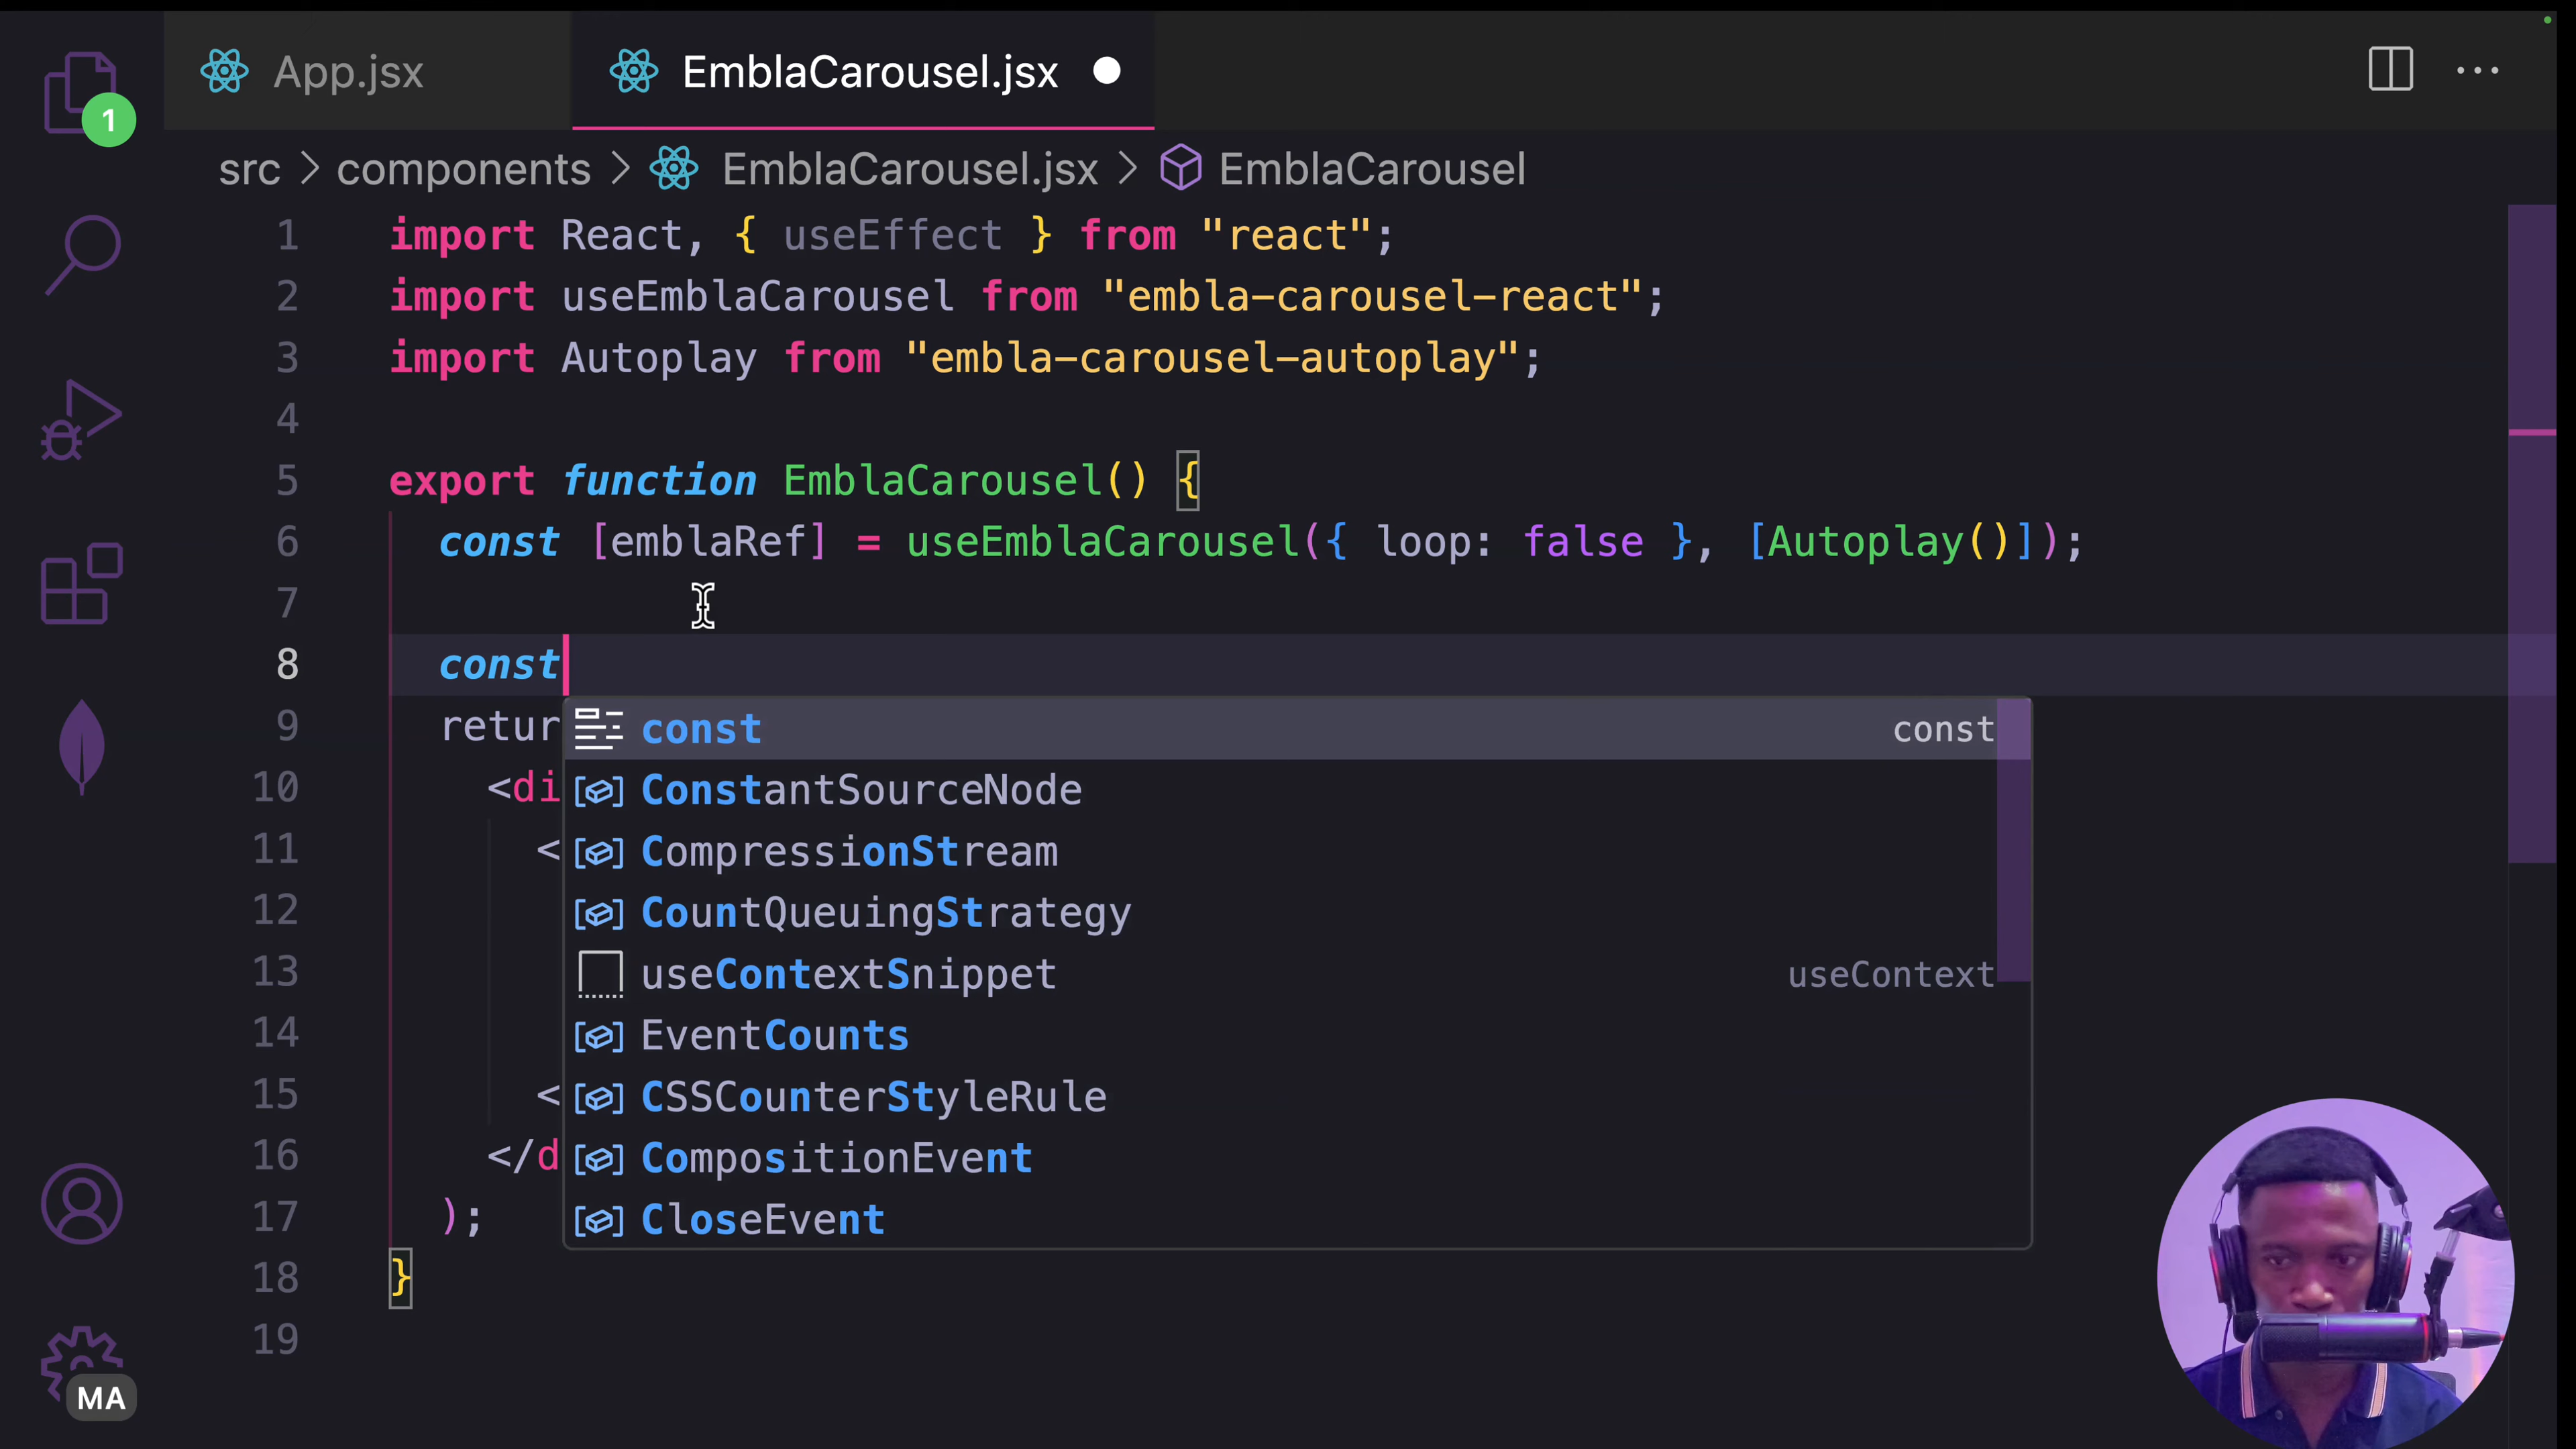 App.jsx
EmblaCarousel.jsx
1
src > components > EmblaCarousel.jsx > EmblaCarousel
1 import React, { useEffect } from "react";
2 import useEmblaCarousel from "embla-carousel-react";
3 import Autoplay from "embla-carousel-autoplay";
4
5 export function EmblaCarousel() {
6 const [emblaRef] = useEmblaCarousel({ loop: false }, [Autoplay()]);
7
8 const
9 retur
const const
10 <di
ConstantSourceNode
11 <
CompressionStream
12
CountQueuingStrategy
13
useContextSnippet useContext
14
EventCounts
15 <
CSSCounterStyleRule
16 </d
CompositionEvent
17 );
CloseEvent
18 }
19
MA